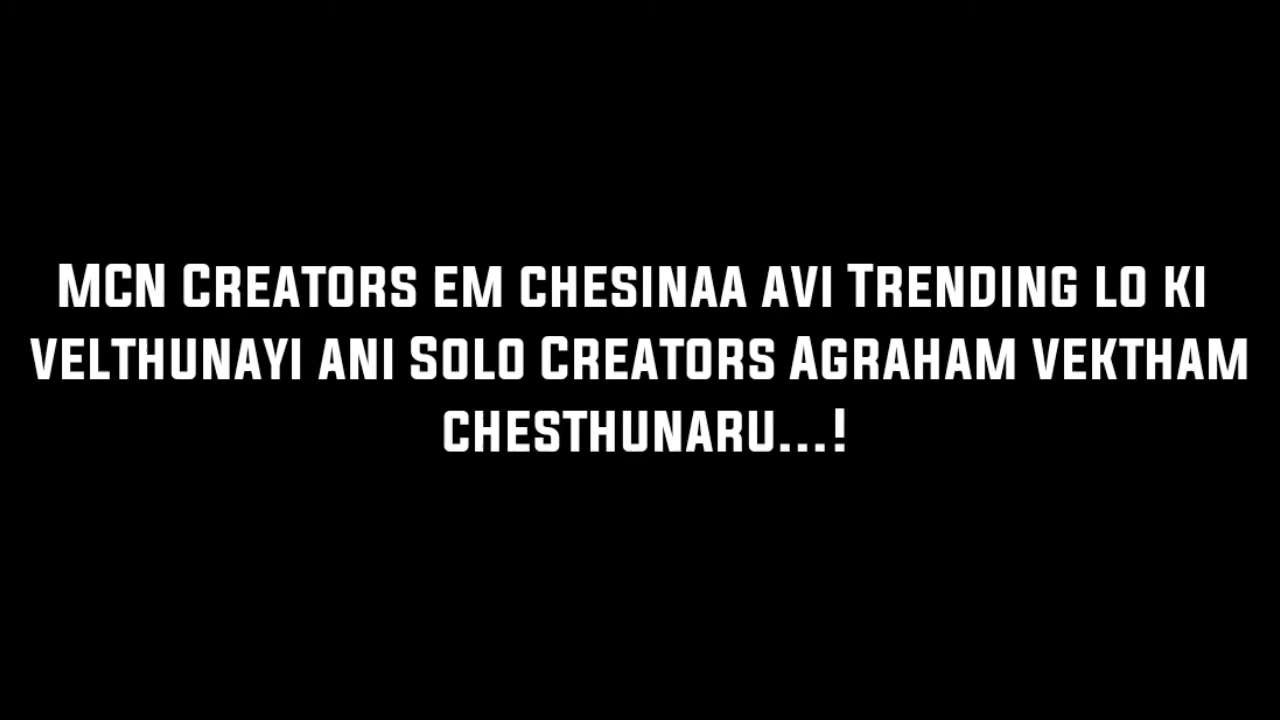 MCN Creators em chesinaa avi Trending lo ki
velthunayi ani Solo Creators Agraham vektham
chesthunaru...!